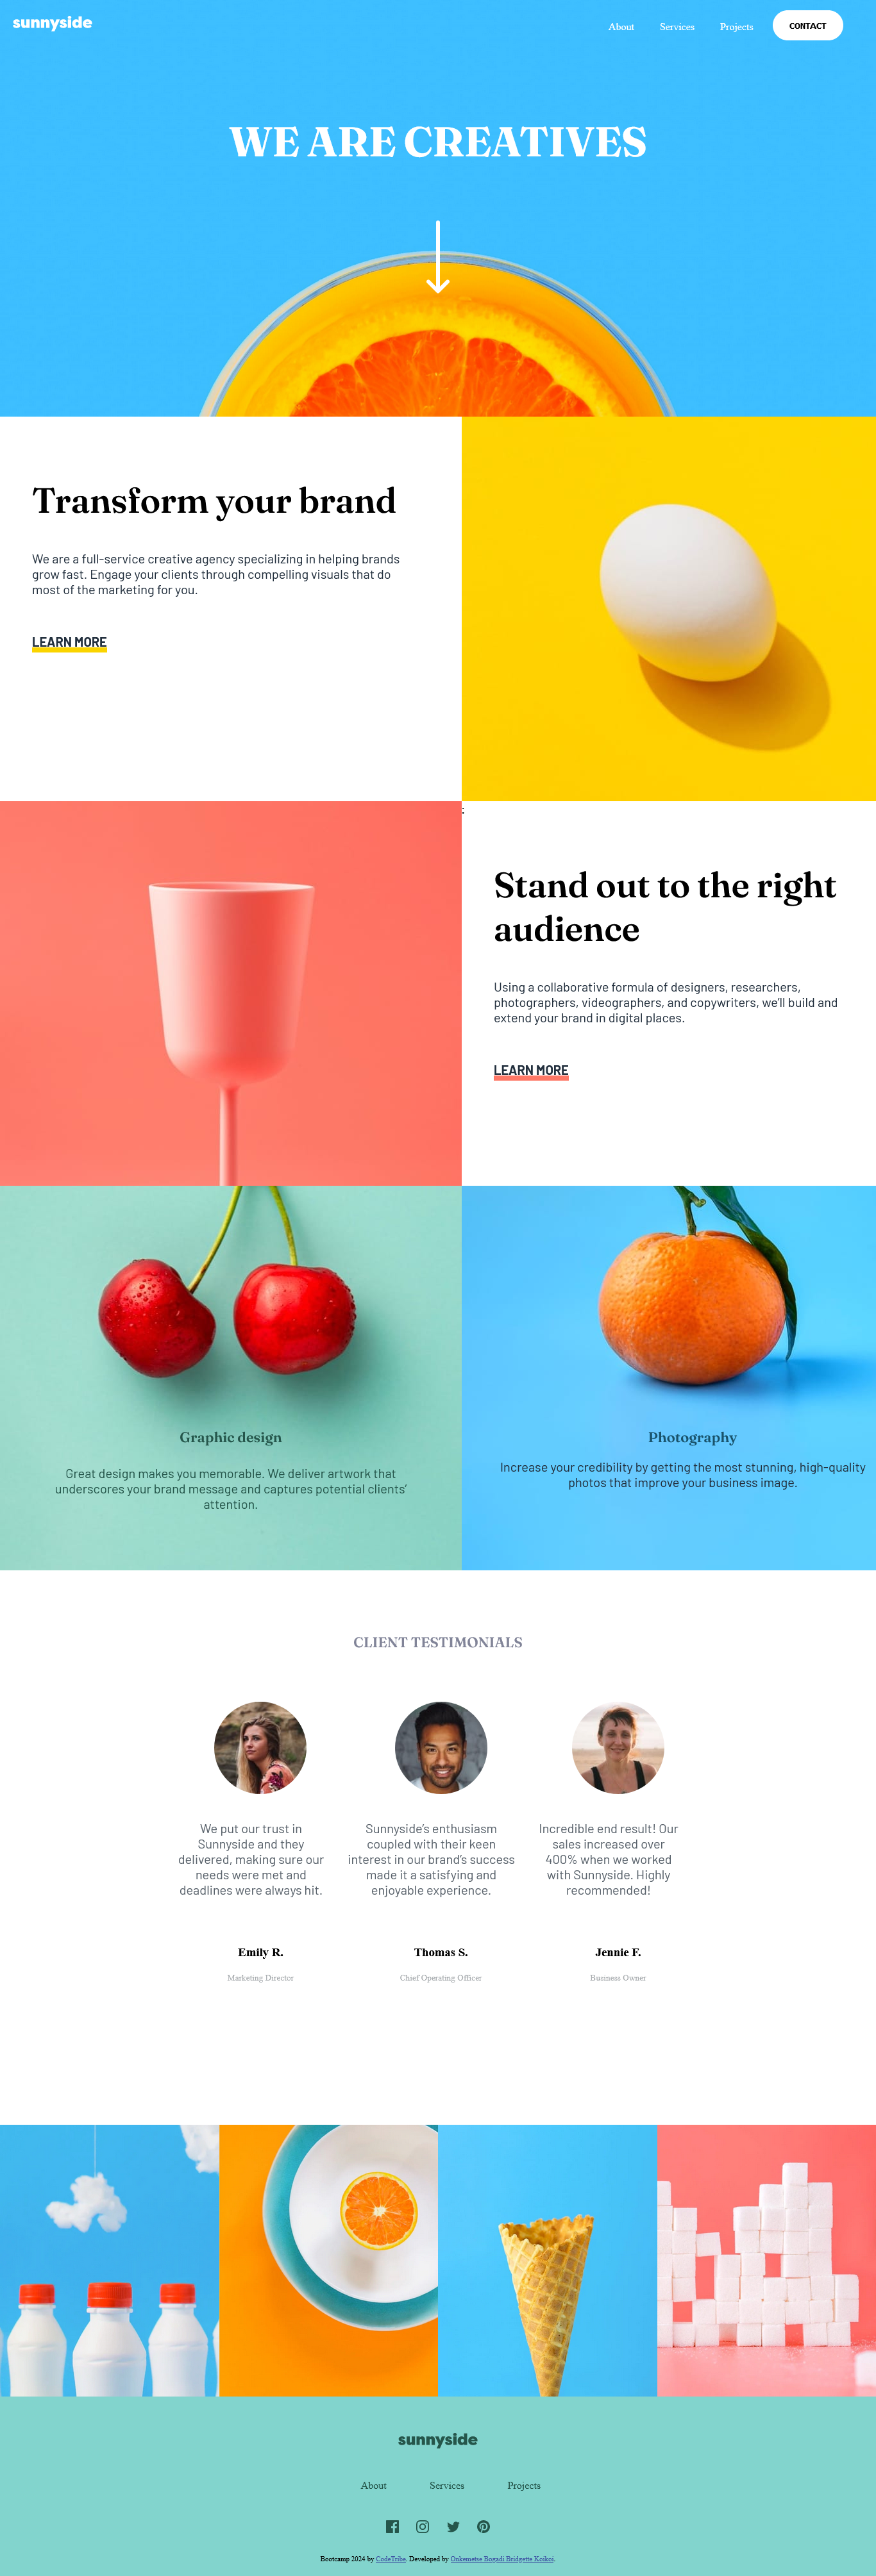 sunnyside
About Services Projects CONTACT
WE ARE CREATIVES
Transform your brand
We are a full-service creative agency specializing in helping brands
grow fast. Engage your clients through compelling visuals that do
most of the marketing for you.
LEARN MORE
;
Stand out to the right
audience
Using a collaborative formula of designers, researchers,
photographers, videographers, and copywriters, we’ll build and
extend your brand in digital places.
LEARN MORE
Graphic design
Great design makes you memorable. We deliver artwork that
underscores your brand message and captures potential clients’
attention.
Photography
Increase your credibility by getting the most stunning, high-quality
photos that improve your business image.
CLIENT TESTIMONIALS
We put our trust in
Sunnyside and they
delivered, making sure our
needs were met and
deadlines were always hit.
Emily R.
Marketing Director
Sunnyside’s enthusiasm
coupled with their keen
interest in our brand’s success
made it a satisfying and
enjoyable experience.
Thomas S.
Chief Operating Officer
Incredible end result! Our
sales increased over
400% when we worked
with Sunnyside. Highly
recommended!
Jennie F.
Business Owner
sunnyside
About Services Projects
Bootcamp 2024 by CodeTribe. Developed by Onkemetse Bogadi Bridgette Koikoi.